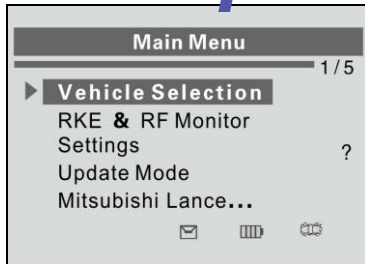 Main Menu
1/5
Vehicle Selection
RKE & RF Monitor
Settings
?
Update Mode
Mitsubishi Lance...